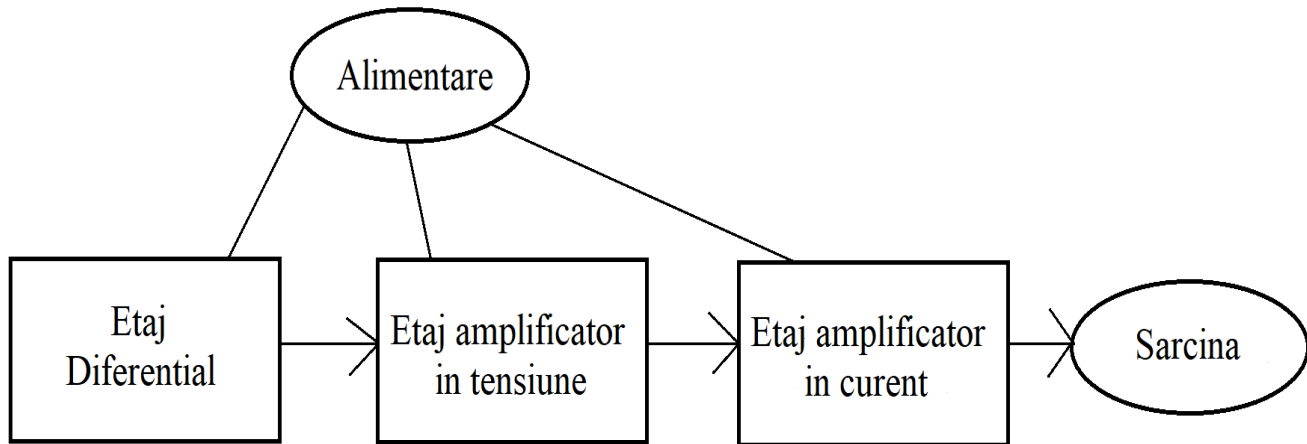 Alimentare
Etaj
Diferential
Etaj amplificator
in tensiune
Etaj amplificator
in curent
Sarcina